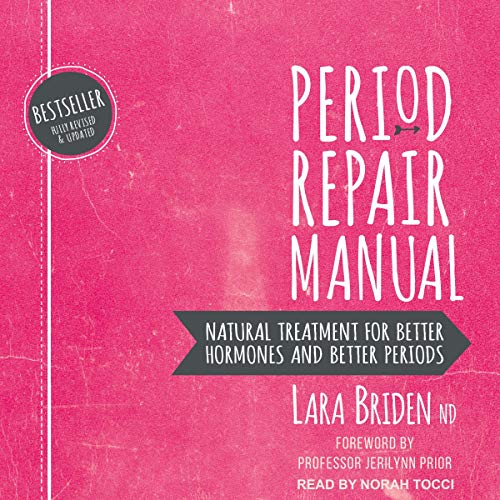 BESTSELLER
FULLY REVISED
& UPDATED
PERIOD
REPAIR
MANUAL
NATURAL TREATMENT FOR BETTER
HORMONES AND BETTER PERIODS
LARA BRIDEN ND
FOREWORD BY
PROFESSOR JERILYNN PRIOR
READ BY NORAH TOCCI